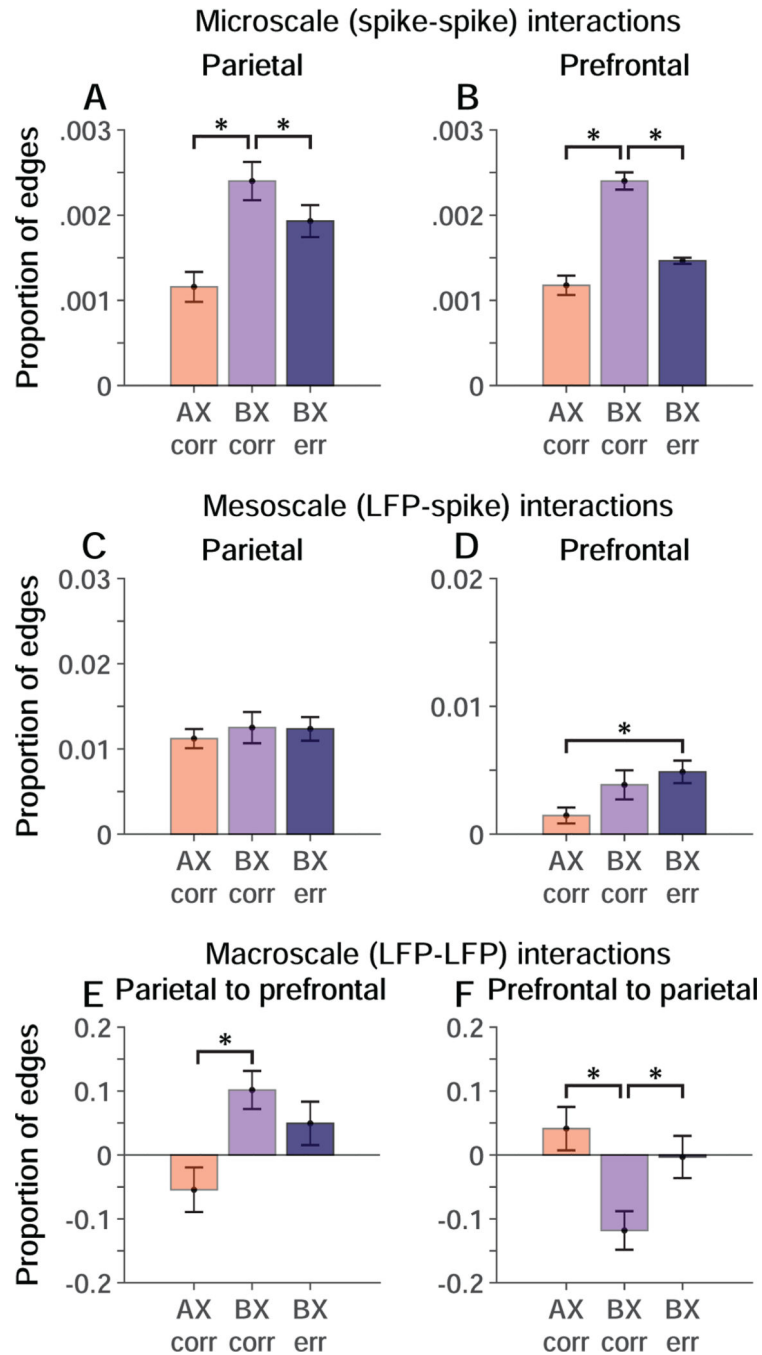 Microscale (spike-spike) interactions
Parietal
Prefrontal
A
B
Proportion of edges
.003
.002
.001
0
*
*
AX
corr
BX
corr
BX
err
.003
.002
.001
0
*
*
AX
corr
BX
corr
BX
err
Mesoscale (LFP-spike) interactions
C
Parietal
D
Prefrontal
Proportion of edges
0.03
0.02
0.01
0
AX
corr
BX
corr
BX
err
0.02
0.01
0
*
AX
corr
BX
corr
BX
err
Macroscale (LFP-LFP) interactions
E
Parietal to prefrontal
F
Prefrontal to parietal
Proportion of edges
0.2
0.1
0
-0.1
-0.2
*
AX
corr
BX
corr
BX
err
0.2
0.1
0
-0.1
-0.2
*
*
AX
corr
BX
corr
BX
err